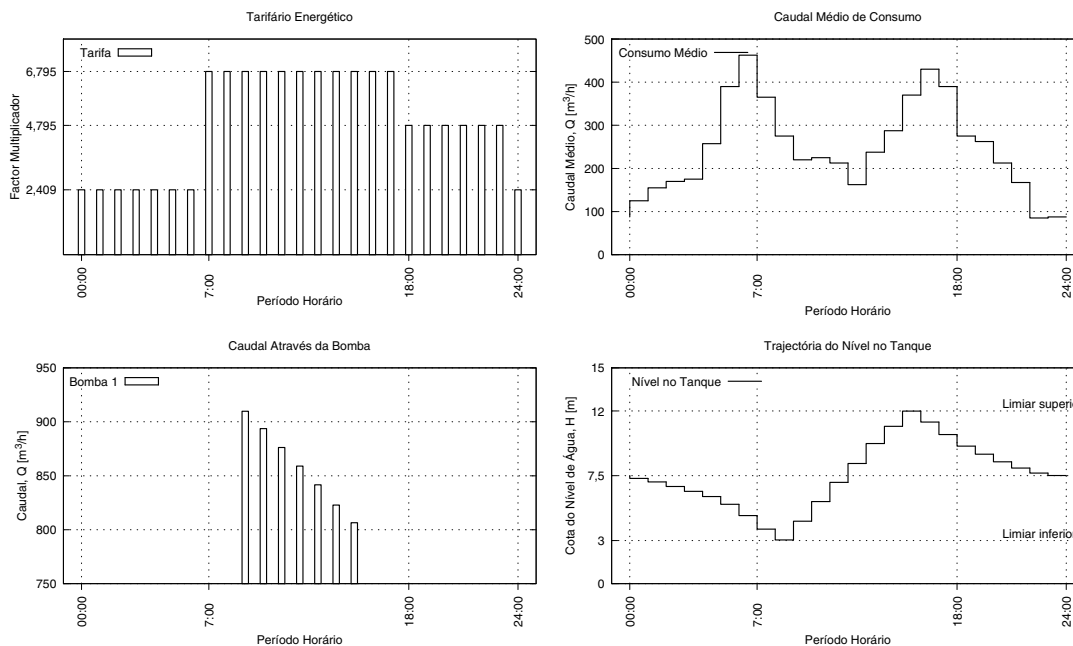 Tarifário Energético
Tarifa
Factor Multiplicador
6,795
4,795
2,409
00:00
7:00
18:00
24:00
Período Horário
Caudal Médio de Consumo
Consumo Médio
Caudal Médio, Q [m³/h]
500
400
300
200
100
0
00:00
7:00
18:00
24:00
Período Horário
Caudal Através da Bomba
Bomba 1
Caudal, Q [m³/h]
950
900
850
800
750
00:00
7:00
18:00
24:00
Período Horário
Trajectória do Nível no Tanque
Nível no Tanque
Cota do Nível de Água, H [m]
15
12
7.5
3
0
Limiar superio
Limiar inferior
00:00
7:00
18:00
24:00
Período Horário